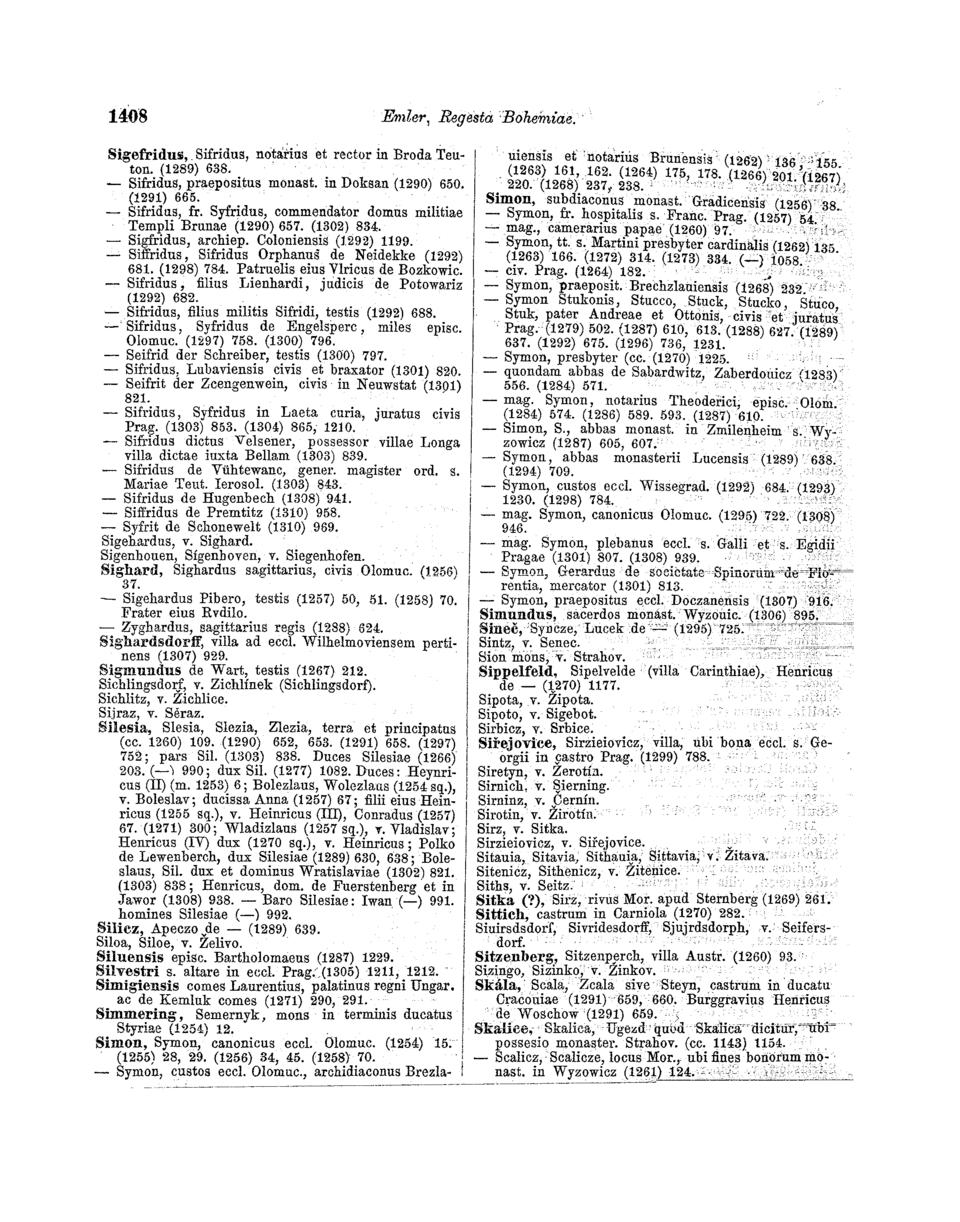 1408
Emler, Regesta Bohemiae.
Sigefridus, Sifridus, notarius et rector in Broda Teu-
ton. (1289) 638.
— Sifridus, praepositus monast. in Doksan (1290) 650.
(1291) 665.
— Sifridus, fr. Syfridus, commendator domus militiae
Templi Brunae (1290) 657. (1302) 834.
— Sigfridus, archiep. Coloniensis (1292) 1199.
— Siffridus, Sifridus Orphanus de Neidekke (1292)
681. (1298) 784. Patruelis eius Vlricus de Bozkowic.
— Sifridus, filius Lienhardi, judicis de Potowariz
(1292) 682.
— Sifridus, filius militis Sifridi, testis (1292) 688.
— Sifridus, Syfridus de Engelsperc, miles episc.
Olomuc. (1297) 758. (1300) 796.
— Seifrid der Schreiber, testis (1300) 797.
— Sifridus, Lubaviensis civis et braxator (1301) 820.
— Seifrit der Zcengenwein, civis in Neuwstat (1301)
821.
— Sifridus, Syfridus in Laeta curia, juratus civis
Prag. (1303) 853. (1304) 865, 1210.
— Sifridus dictus Velsener, possessor villae Longa
villa dictae iuxta Bellam (1303) 839.
— Sifridus de Vühtewanc, gener. magister ord. s.
Mariae Teut. Ierosol. (1303) 843.
— Sifridus de Hugenbech (1308) 941.
— Siffridus de Premtitz (1310) 958.
— Syfrit de Schonewelt (1310) 969.
Sigehardus, v. Sighard.
Sigenhouen, Sigenhoven, v. Siegenhofen.
Sighard, Sighardus sagittarius, civis Olomuc. (1256)
37.
— Sigehardus Pibero, testis (1257) 50, 51. (1258) 70.
Frater eius Rvdilo.
— Zyghardus, sagittarius regis (1288) 624.
Sighardsdorff, villa ad eccl. Wilhelmoviensem perti-
nens (1307) 929.
Sigmundus de Wart, testis (1267) 212.
Sichlingsdorf, v. Zichlínek (Sichlingsdorf).
Sichlitz, v. Žichlice.
Sijraz, v. Séraz.
Silesia, Slesia, Slezia, Zlezia, terra et principatus
(cc. 1260) 109. (1290) 652, 653. (1291) 658. (1297)
752; pars Sil. (1303) 838. Duces Silesiae (1266)
203. (—) 990; dux Sil. (1277) 1082. Duces: Heynri-
cus (II) (m. 1253) 6; Bolezlaus, Wolezlaus (1254 sq.),
v. Boleslav; ducissa Anna (1257) 67; filii eius Hein-
ricus (1255 sq.), v. Heinricus (III), Conradus (1257)
67. (1271) 300; Wladizlaus (1257 sq.), v. Vladislav;
Henricus (IV) dux (1270 sq.), v. Heinricus; Polko
de Lewenberch, dux Silesiae (1289) 630, 638; Bole-
slaus, Sil. dux et dominus Wratislaviae (1302) 821.
(1303) 838; Henricus, dom. de Fuerstenberg et in
Jawor (1308) 938. — Baro Silesiae: Iwan (—) 991.
homines Silesiae (—) 992.
Silicz, Apeczo de — (1289) 639.
Siloa, Siloe, v. Želivo.
Siluensis episc. Bartholomaeus (1287) 1229.
Silvestri s. altare in eccl. Prag. (1305) 1211, 1212.
Simigiensis comes Laurentius, palatinus regni Ungar.
ac de Kemluk comes (1271) 290, 291.
Simmering, Semernyk, mons in terminis ducatus
Styriae (1254) 12.
Simon, Symon, canonicus eccl. Olomuc. (1254) 15.
(1255) 28, 29. (1256) 34, 45. (1258) 70.
— Symon, custos eccl. Olomuc., archidiaconus Brezla-
uiensis et notarius Brunensis (1262) 136, 155.
(1263) 161, 162. (1264) 175, 178. (1266) 201. (1267)
220. (1268) 237, 238.
Simon, subdiaconus monast. Gradicensis (1256) 38.
— Symon, fr. hospitalis s. Franc. Prag. (1257) 54.
— mag., camerarius papae (1260) 97.
— Symon, tt. s. Martini presbyter cardinalis (1262) 135.
(1263) 166. (1272) 314. (1273) 334. (—) 1058.
— civ. Prag. (1264) 182.
— Symon, praeposit. Brechzlauiensis (1268) 232.
— Symon Stukonis, Stucco, Stuck, Stucko, Stuco,
Stuk, pater Andreae et Ottonis, civis et juratus
Prag. (1279) 502. (1287) 610, 613. (1288) 627. (1289)
637. (1292) 675. (1296) 736, 1231.
— Symon, presbyter (cc. 1270) 1225.
— quondam abbas de Sabardwitz, Zaberdouicz (1283)
556. (1284) 571.
— mag. Symon, notarius Theoderici, episc. Olom.
(1284) 574. (1286) 589. 593. (1287) 610.
— Simon, S., abbas monast. in Zmilenheim s. Wy-
zowicz (1287) 605, 607.
— Symon, abbas monasterii Lucensis (1289) 638.
(1294) 709.
— Symon, custos eccl. Wissegrad. (1292) 684. (1293)
1230. (1298) 784.
— mag. Symon, canonicus Olomuc. (1295) 722. (1308)
946.
— mag. Symon, plebanus eccl. s. Galli et s. Egidii
Pragae (1301) 807. (1308) 939.
— Symon, Gerardus de societate Spinorum de Flo-
rentia, mercator (1301) 813.
— Symon, praepositus eccl. Doczanensis (1307) 916.
Simundus, sacerdos monast. Wyzouic. (1306) 895.
Sineč, Syncze, Lucek de — (1295) 725.
Sintz, v. Senec.
Sion mons, v. Strahov.
Sippelfeld, Sipelvelde (villa Carinthiae), Henricus
de — (1270) 1177.
Sipota, v. Žipota.
Sipoto, v. Sigebot.
Sirbicz, v. Srbice.
Siřejovice, Sirzieiovicz, villa, ubi bona eccl. s. Ge-
orgii in castro Prag. (1299) 788.
Siretyn, v. Žerotín.
Sirnich, v. Sierning.
Sirninz, v. Černín.
Sirotin, v. Žirotín.
Sirz, v. Sitka.
Sirzieiovicz, v. Siřejovice.
Sitauia, Sitavia, Sithania, Sittavia, v. Žitava.
Sitenicz, Sithenicz, v. Žitenice.
Siths, v. Seitz.
Sitka (?), Sirz, rivus Mor. apud Sternberg (1269) 261.
Sittich, castrum in Carniola (1270) 282.
Siuirsdsdorf, Sivridesdorff, Sjujrdsdorph, v. Seifers-
dorf.
Sitzenberg, Sitzenperch, villa Austr. (1260) 93.
Sizingo, Sizinko, v. Žinkov.
Skála, Scala, Zcala sive Steyn, castrum in ducatu
Cracouiae (1291) 659, 660. Burggravius Henricus
de Woschow (1291) 659.
Skalice, Skalica, Ugezd quod Skalica dicitur, ubi
possesio monaster. Strahov. (cc. 1143) 1154.
— Scalicz, Scalicze, locus Mor., ubi fines bonorum mo-
nast. in Wyzowicz (1261) 124.